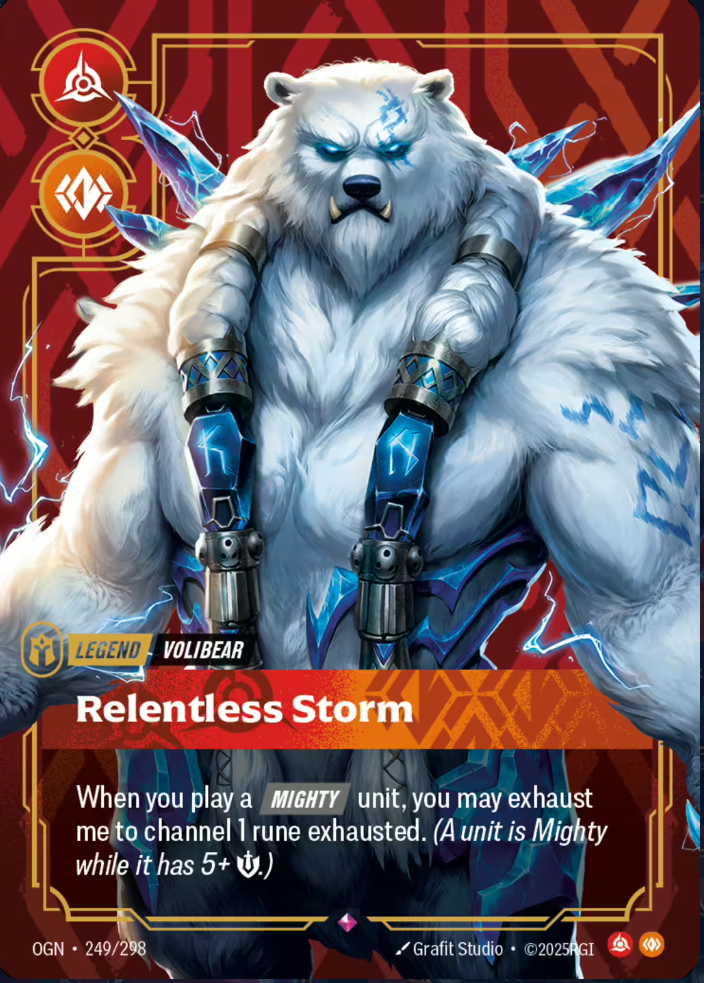 LEGEND VOLIBEAR
Relentless Storm
When you play a MIGHTY unit, you may exhaust
me to channel 1 rune exhausted. (A unit is Mighty
while it has 5+ .)
OGN • 249/298 Grafit Studio • ©2025RGI